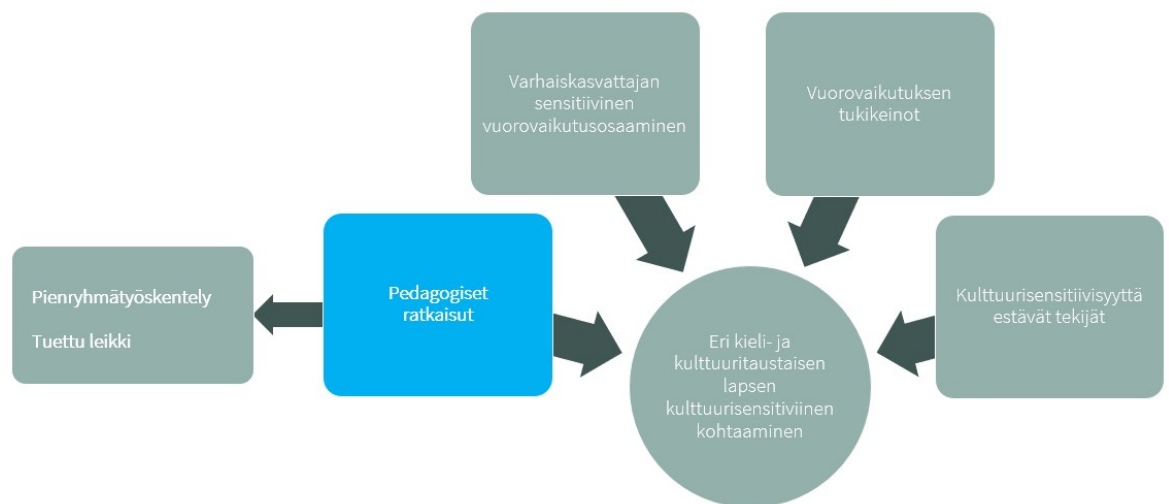 Varhaiskasvattajan
sensitiivinen
vuorovaikutusosaaminen
Vuorovaikutuksen
tukikeinot
Pienryhmätyöskentely
Tuettu leikki
Pedagogiset
ratkaisut
Eri kieli- ja
kulttuuritaustaisen
lapsen
kulttuurisensitiviinen
kohtaaminen
Kulttuurisensitiivisyyttä
estävät tekijät